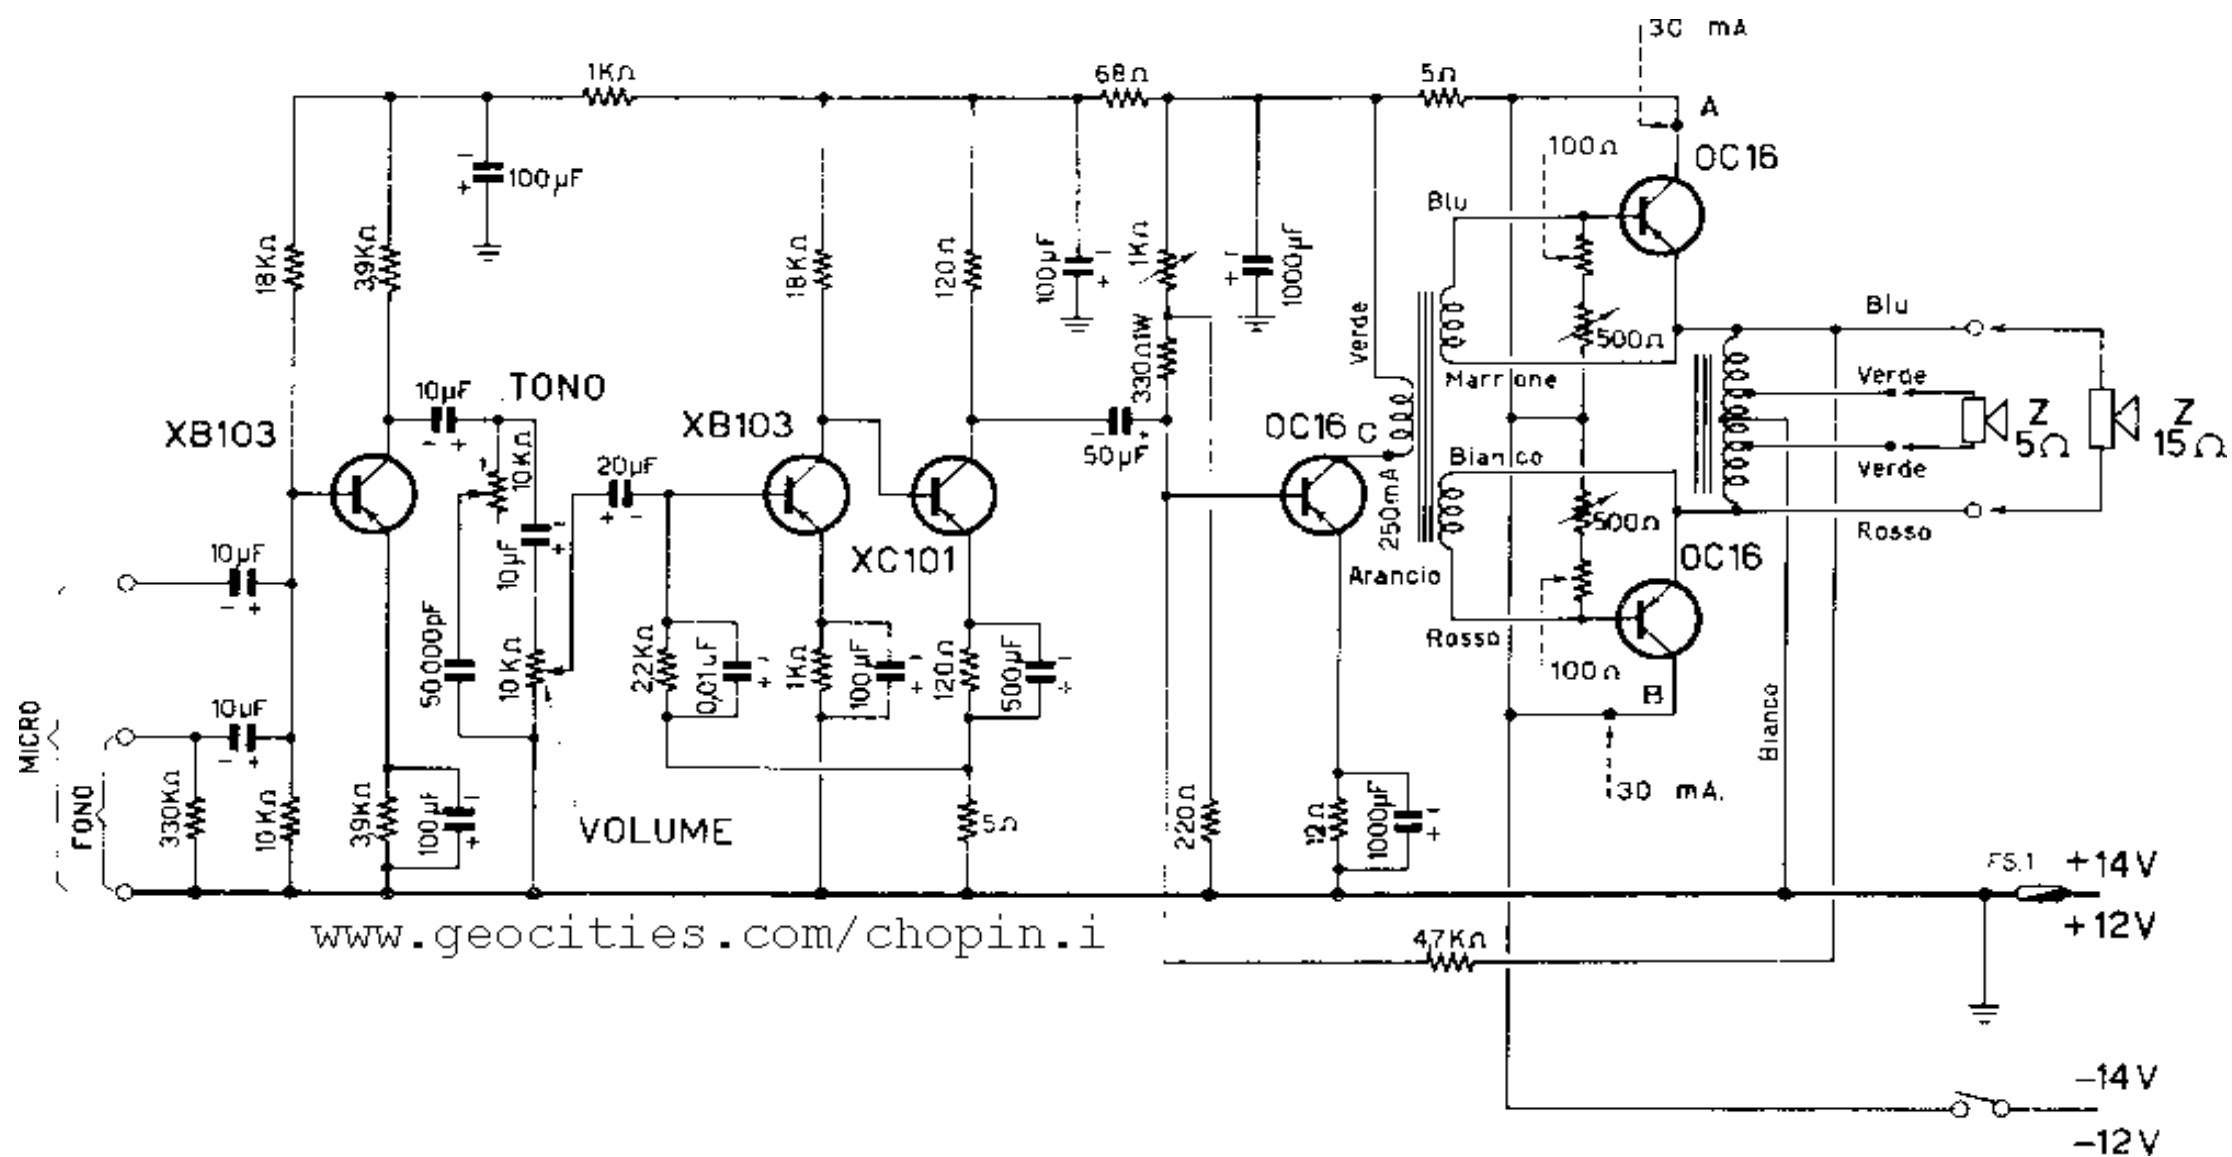 30 mA
1KΩ
68Ω
5Ω
A
100Ω
OC16
100µF
Blu
18KΩ
39KΩ
18KΩ
120Ω
100µF
1KΩ
1000µF
Verde
500Ω
Blu
330Ω1W
Marrone
Verde
10µF
TONO
XB103
10KΩ
XB103
50µF
OC16
C
Bianco
Z
5Ω
Z
15Ω
Verde
20µF
250mA
500Ω
Rosso
10µF
10µF
XC101
Arancio
OC16
50000pF
10KΩ
22KΩ
0,01µF
1KΩ
100µF
120Ω
500µF
Rosso
100Ω
B
10µF
MICRO
FONO
330KΩ
10KΩ
39KΩ
100µF
VOLUME
5Ω
220Ω
12Ω
1000µF
30 mA.
Bianco
FS.1
+14V
+12V
www.geocities.com/chopin.i
47KΩ
-14V
-12V